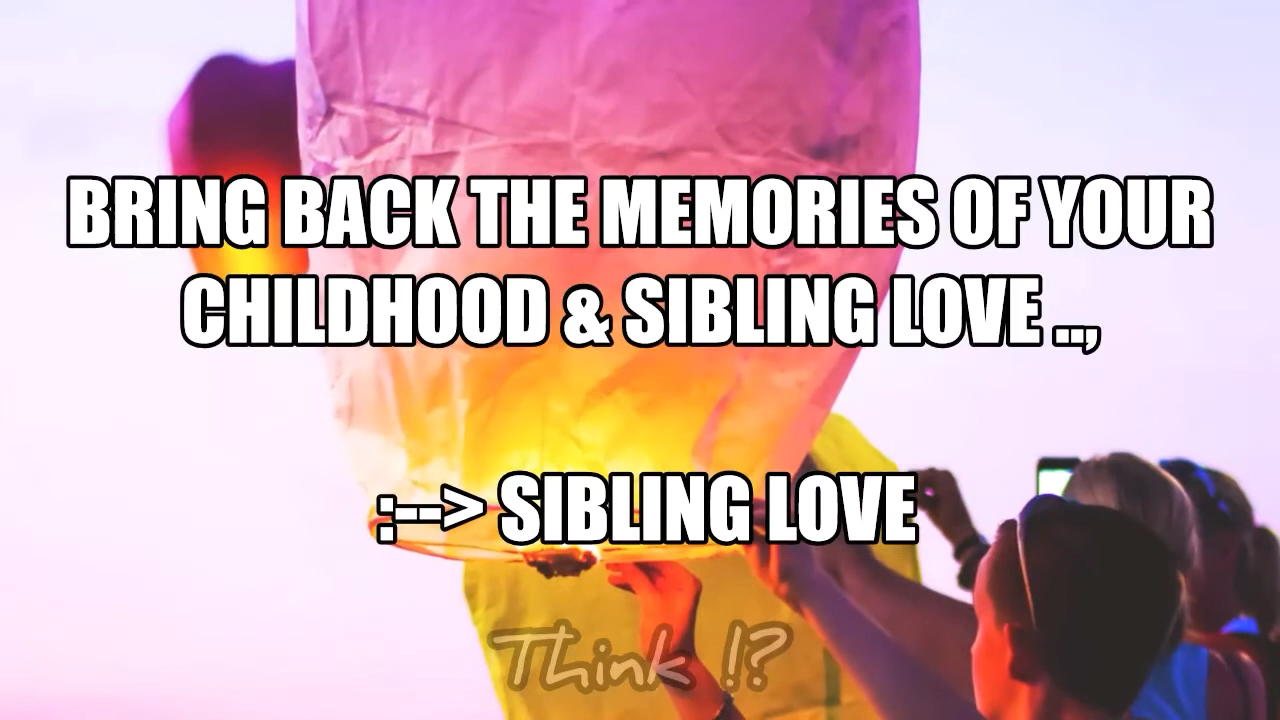 BRING BACK THE MEMORIES OF YOUR
CHILDHOOD & SIBLING LOVE ..,
:--> SIBLING LOVE
Think !?